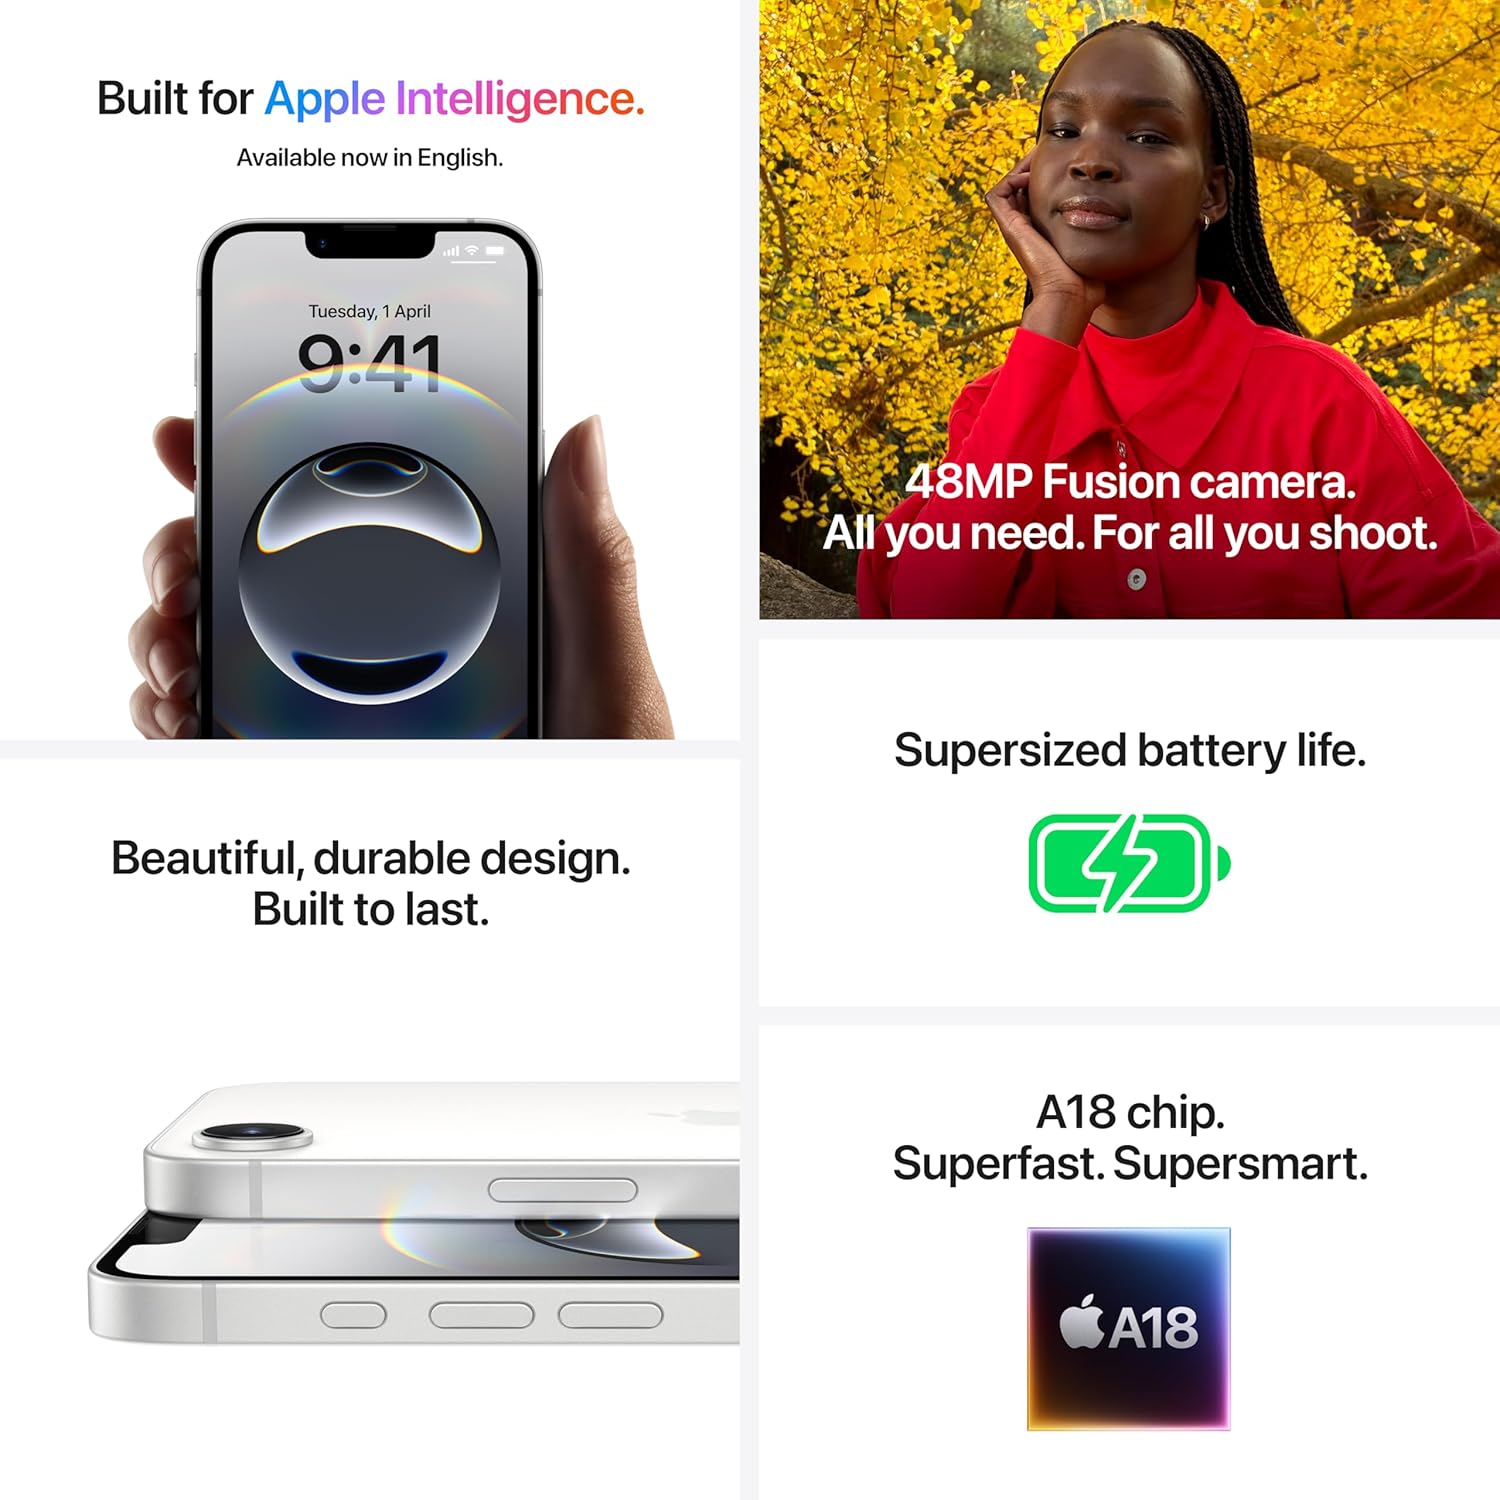 Built for Apple Intelligence.
Available now in English.
Tuesday, 1 April
9:41
48MP Fusion camera.
All you need. For all you shoot.
Supersized battery life.
Beautiful, durable design.
Built to last.
A18 chip.
Superfast. Supersmart.
A18